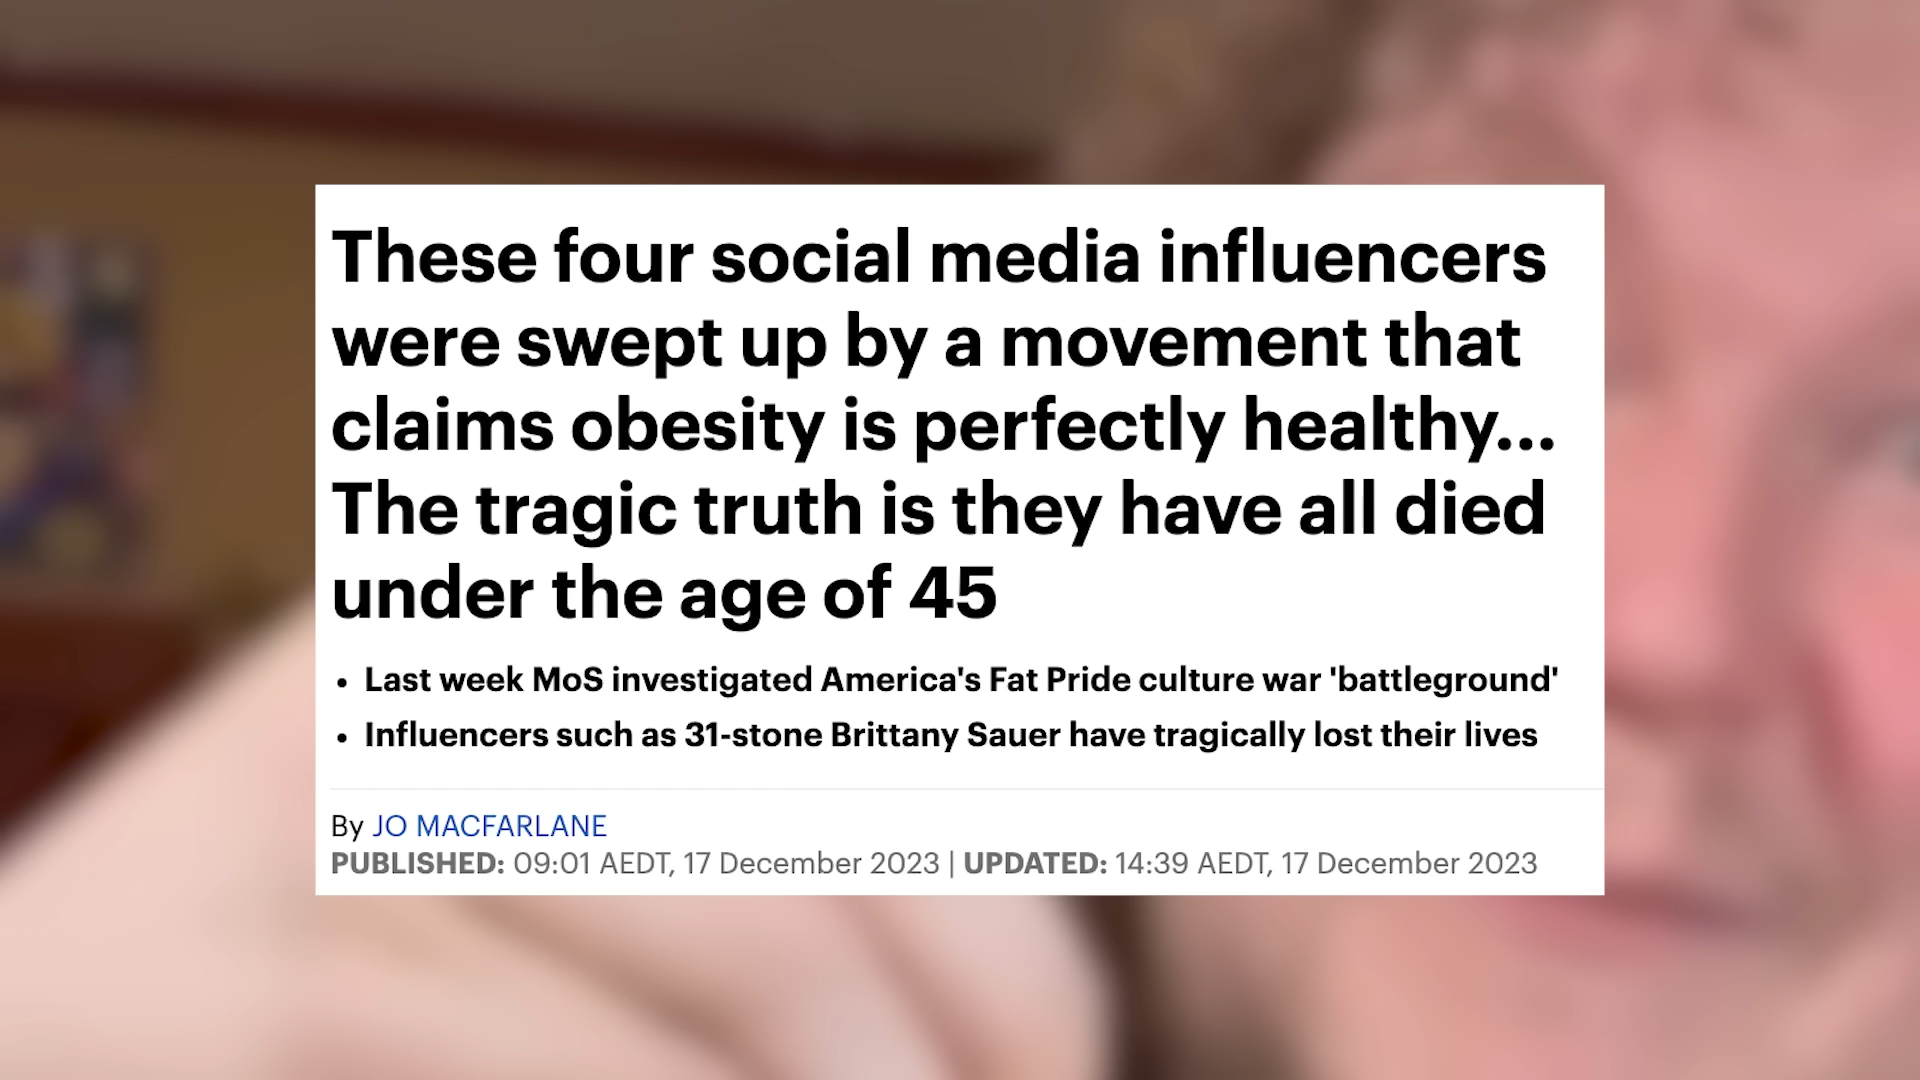 These four social media influencers
were swept up by a movement that
claims obesity is perfectly healthy...
The tragic truth is they have all died
under the age of 45
• Last week MoS investigated America's Fat Pride culture war 'battleground'
• Influencers such as 31-stone Brittany Sauer have tragically lost their lives
By JO MACFARLANE
PUBLISHED: 09:01 AEDT, 17 December 2023 | UPDATED: 14:39 AEDT, 17 December 2023